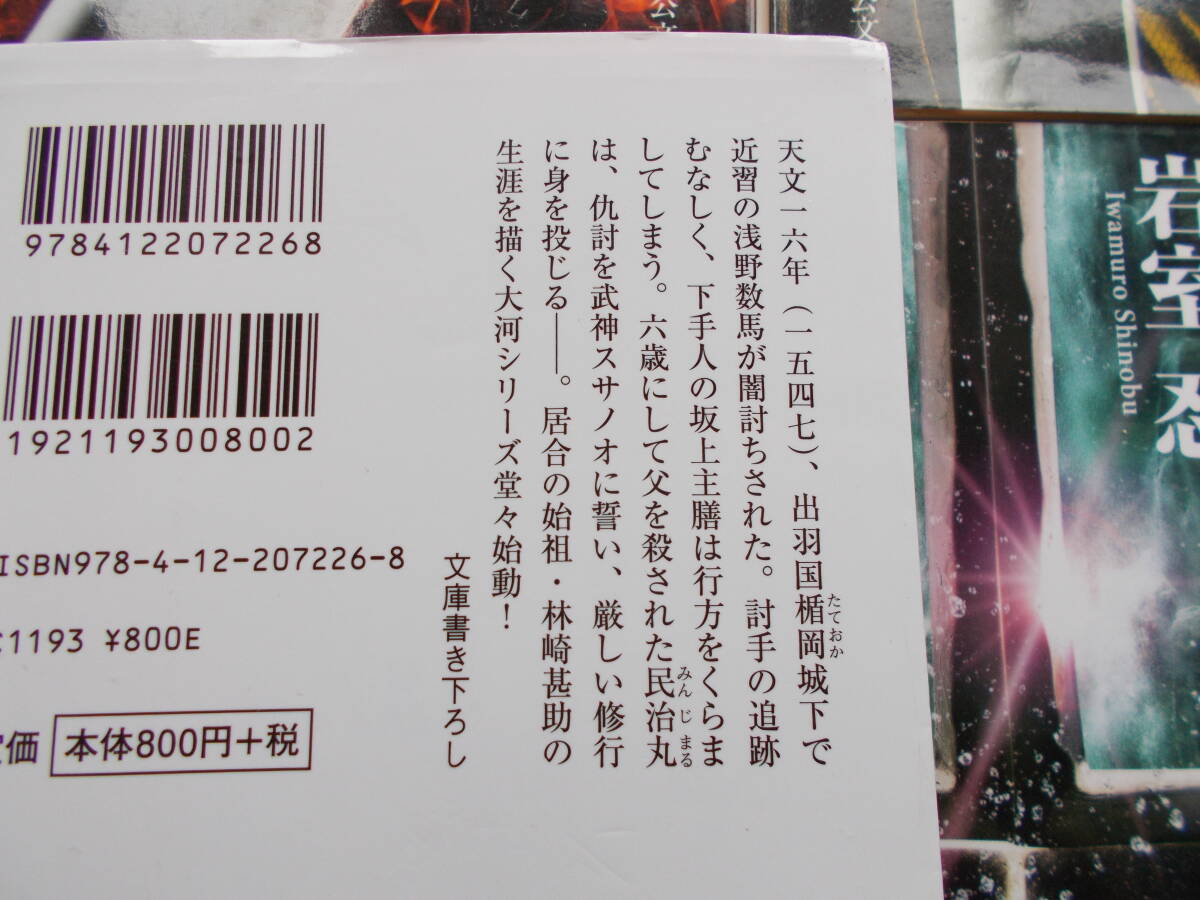 公文
公文
岩室 忍
Iwamuro Shinobu
天文一六年（一五四七）、出羽国楯岡城下で
たておか
近習の浅野数馬が闇討ちされた。討手の追跡
むなしく、下手人の坂上主膳は行方をくらま
してしまう。六歳にして父を殺された民治丸
みんじまる
は、仇討を武神スサノオに誓い、厳しい修行
に身を投じる――。居合の始祖・林崎甚助の
生涯を描く大河シリーズ堂々始動！
文庫書き下ろし
9784122072268
1921193008002
ISBN978-4-12-207226-8
C1193 ¥800E
定価 本体800円+税